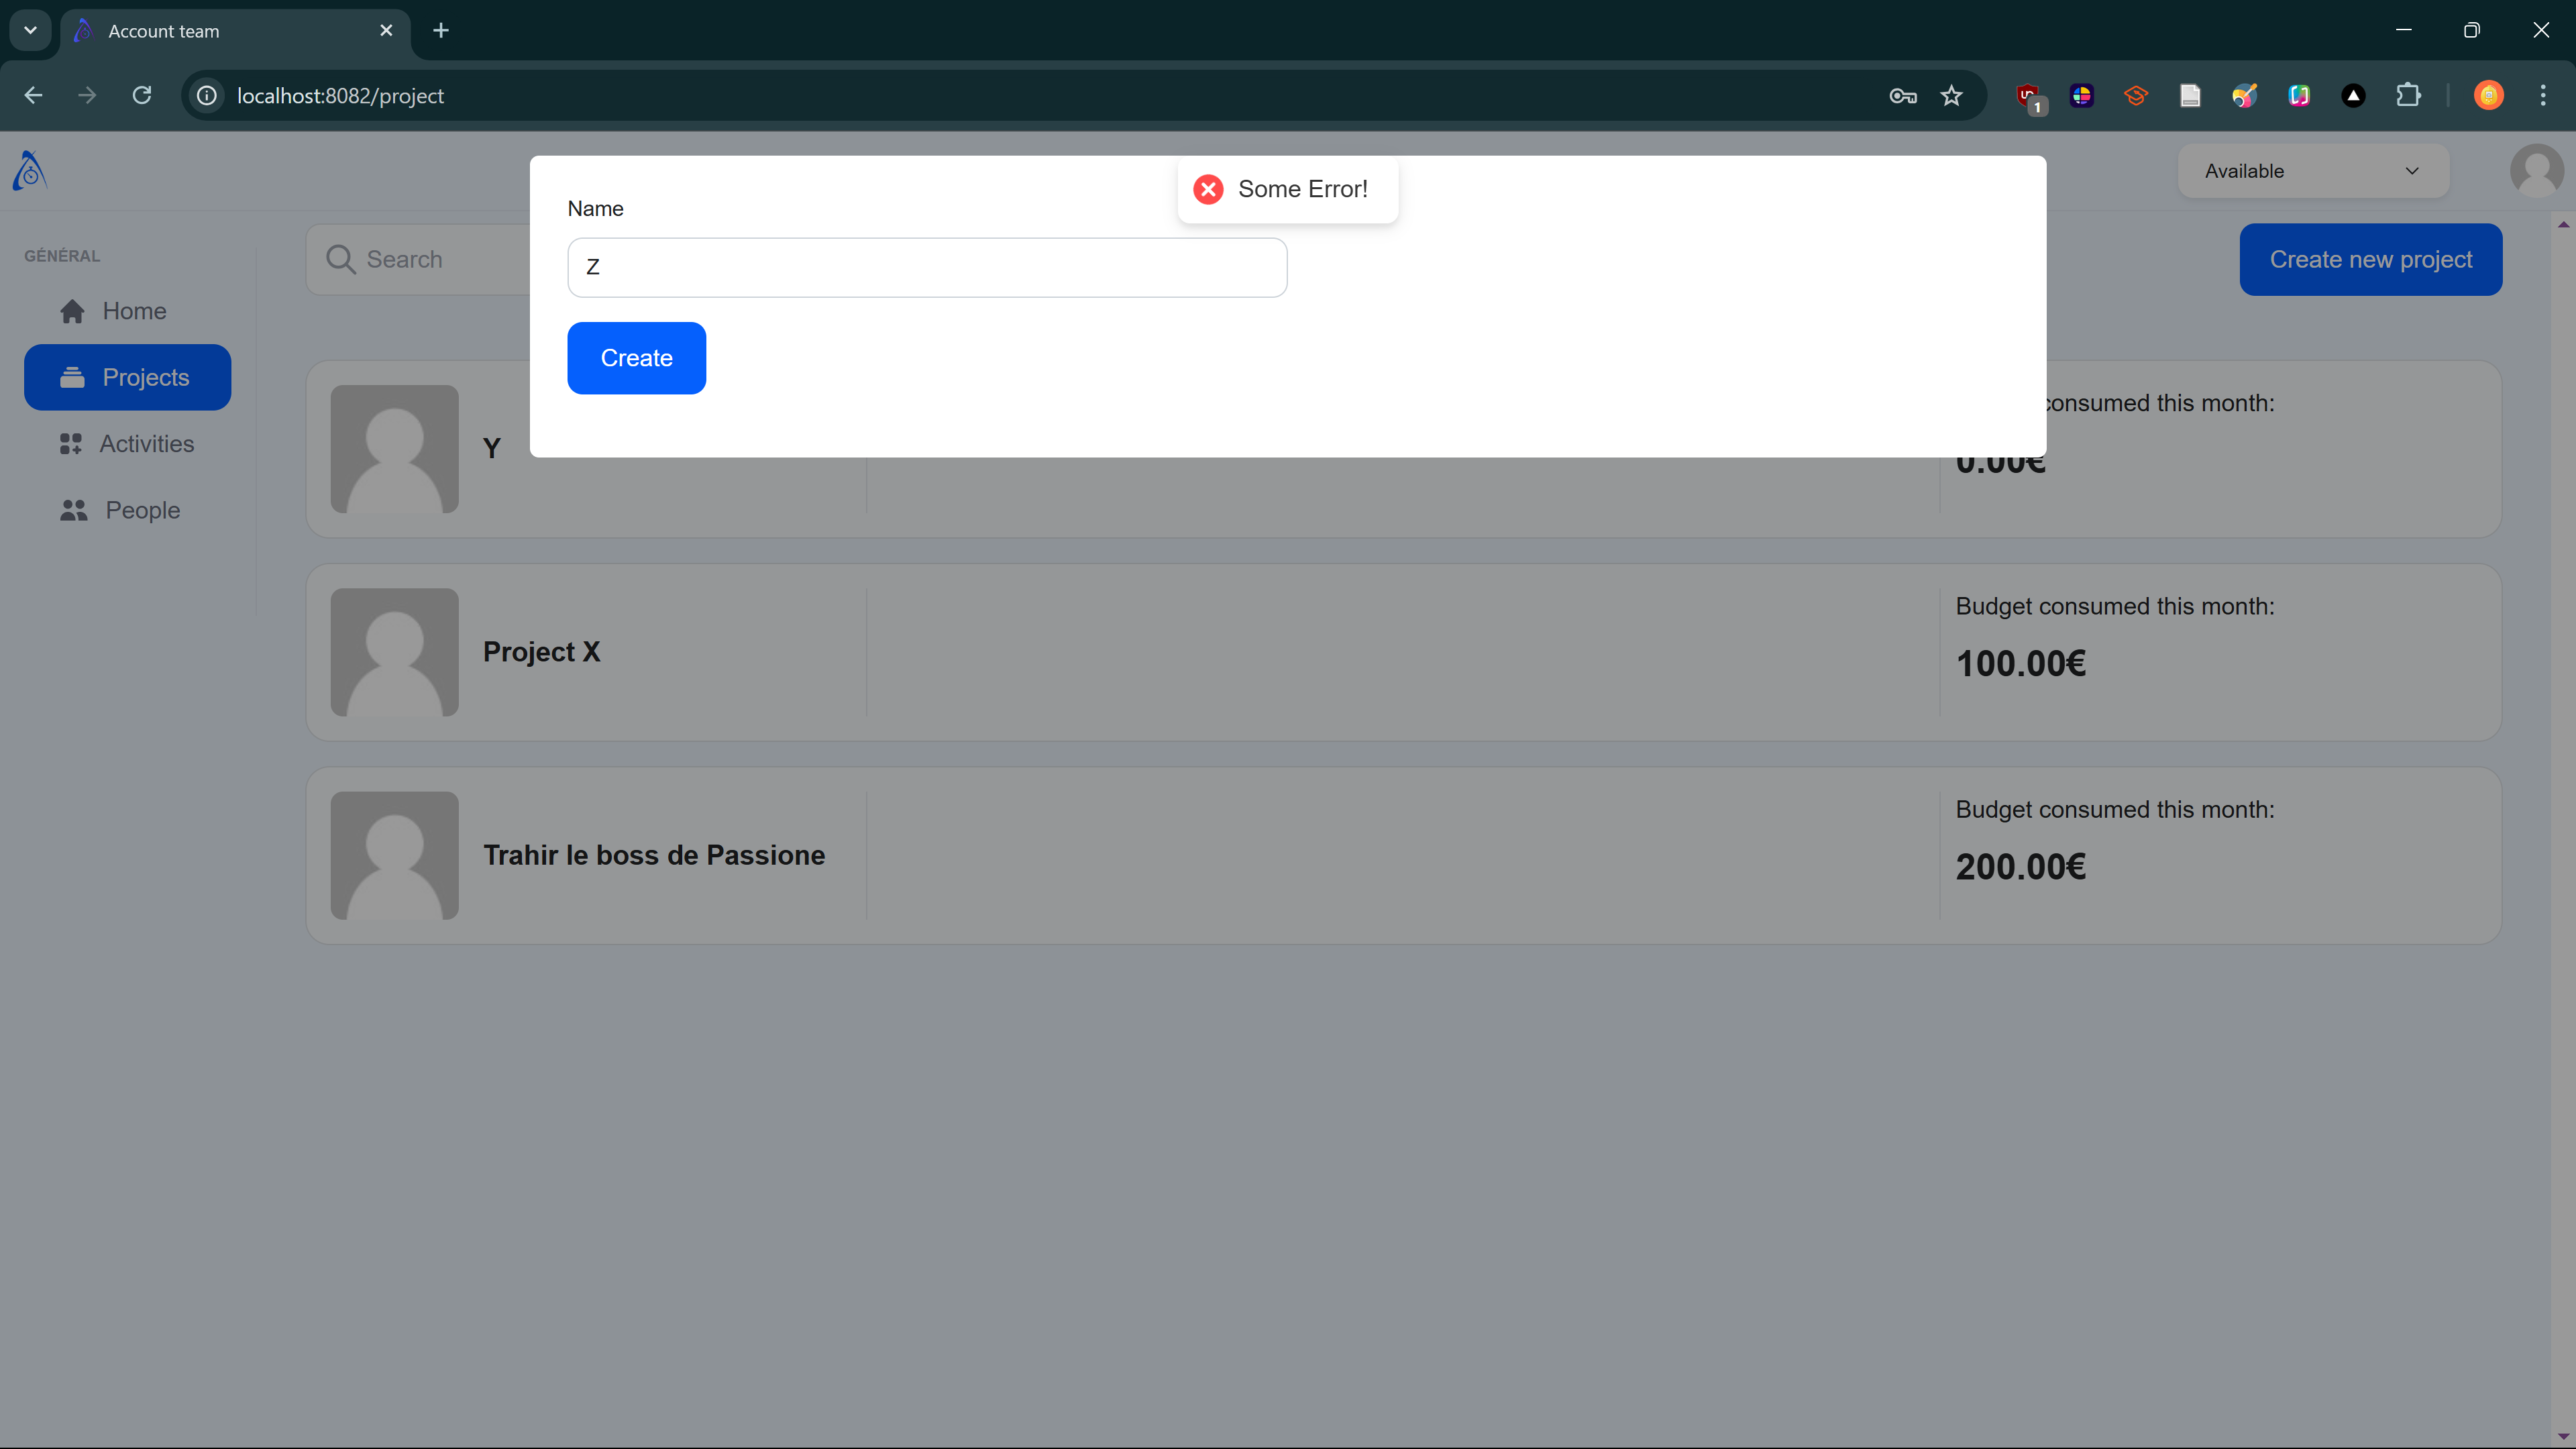 Account team
localhost:8082/project
1
Some Error!
Available
Name
Z
Create
GÉNÉRAL
Home
Projects
Activities
People
Search
Create new project
Y
consumed this month:
0.00€
Project X
Budget consumed this month:
100.00€
Trahir le boss de Passione
Budget consumed this month:
200.00€